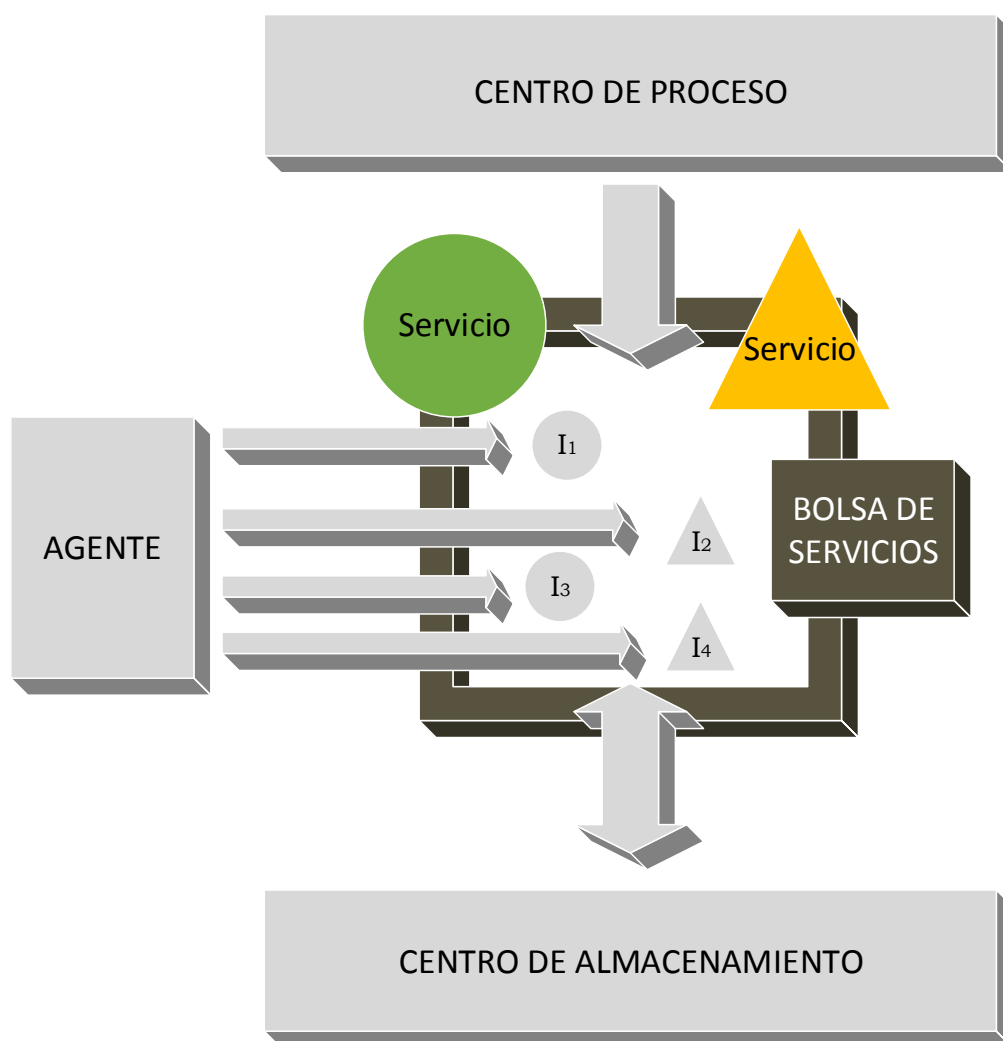 CENTRO DE PROCESO
Servicio
Servicio
I1
AGENTE
I2
BOLSA DE
SERVICIOS
I3
I4
CENTRO DE ALMACENAMIENTO